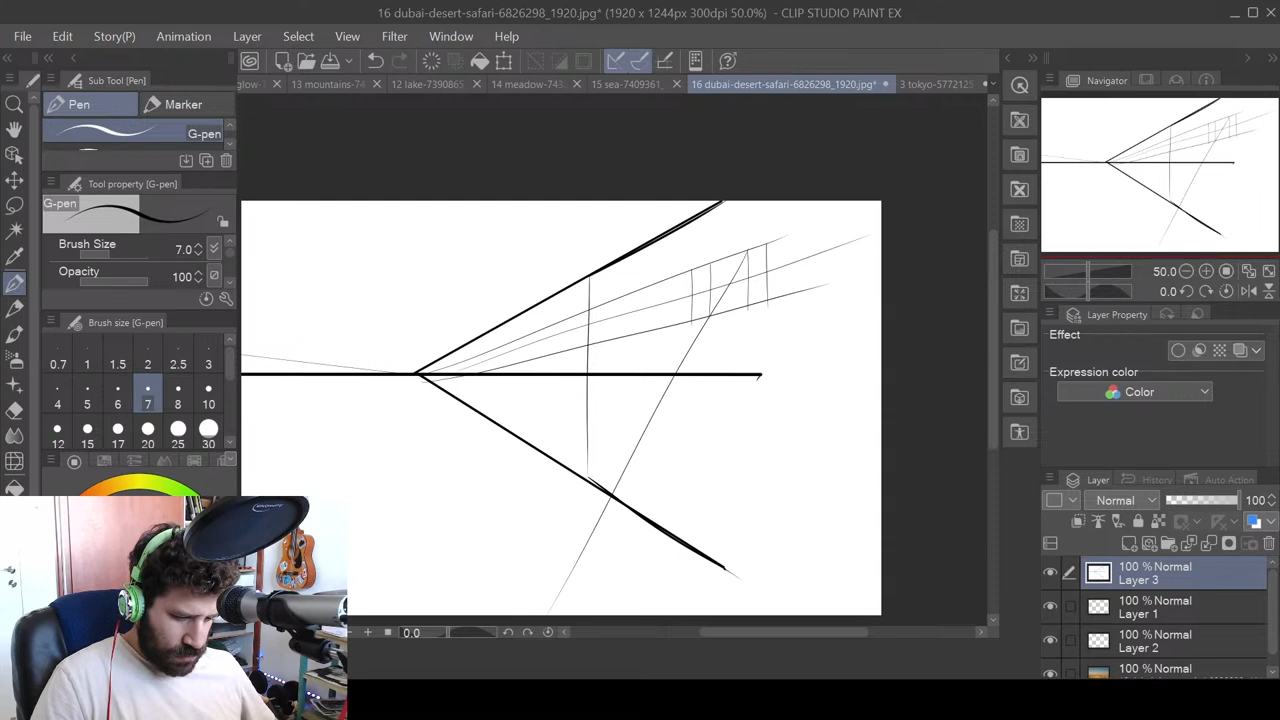 16 dubai-desert-safari-6826298_1920.jpg* (1920 x 1244px 300dpi 50.0%) - CLIP STUDIO PAINT EX
File Edit Story(P) Animation Layer Select View Filter Window Help
Sub Tool [Pen]
glow- 13 mountains-7 12 lake-7390865 14 meadow-743 15 sea-7409361_ 16 dubai-desert-safari-6826298_1920.jpg* 3 tokyo-5772125
Navigator
Pen Marker
G-pen
Tool property [G-pen]
G-pen
Brush Size 7.0
Opacity 100
Brush size [G-pen]
0.7 1 1.5 2 2.5 3
4 5 6 7 8 10
12 15 17 20 25 30
0.0
50.0
0.0
Layer Property
Effect
Expression color
Color
Layer History Auto Action
Normal 100
100 % Normal
Layer 3
100 % Normal
Layer 1
100 % Normal
Layer 2
100 % Normal